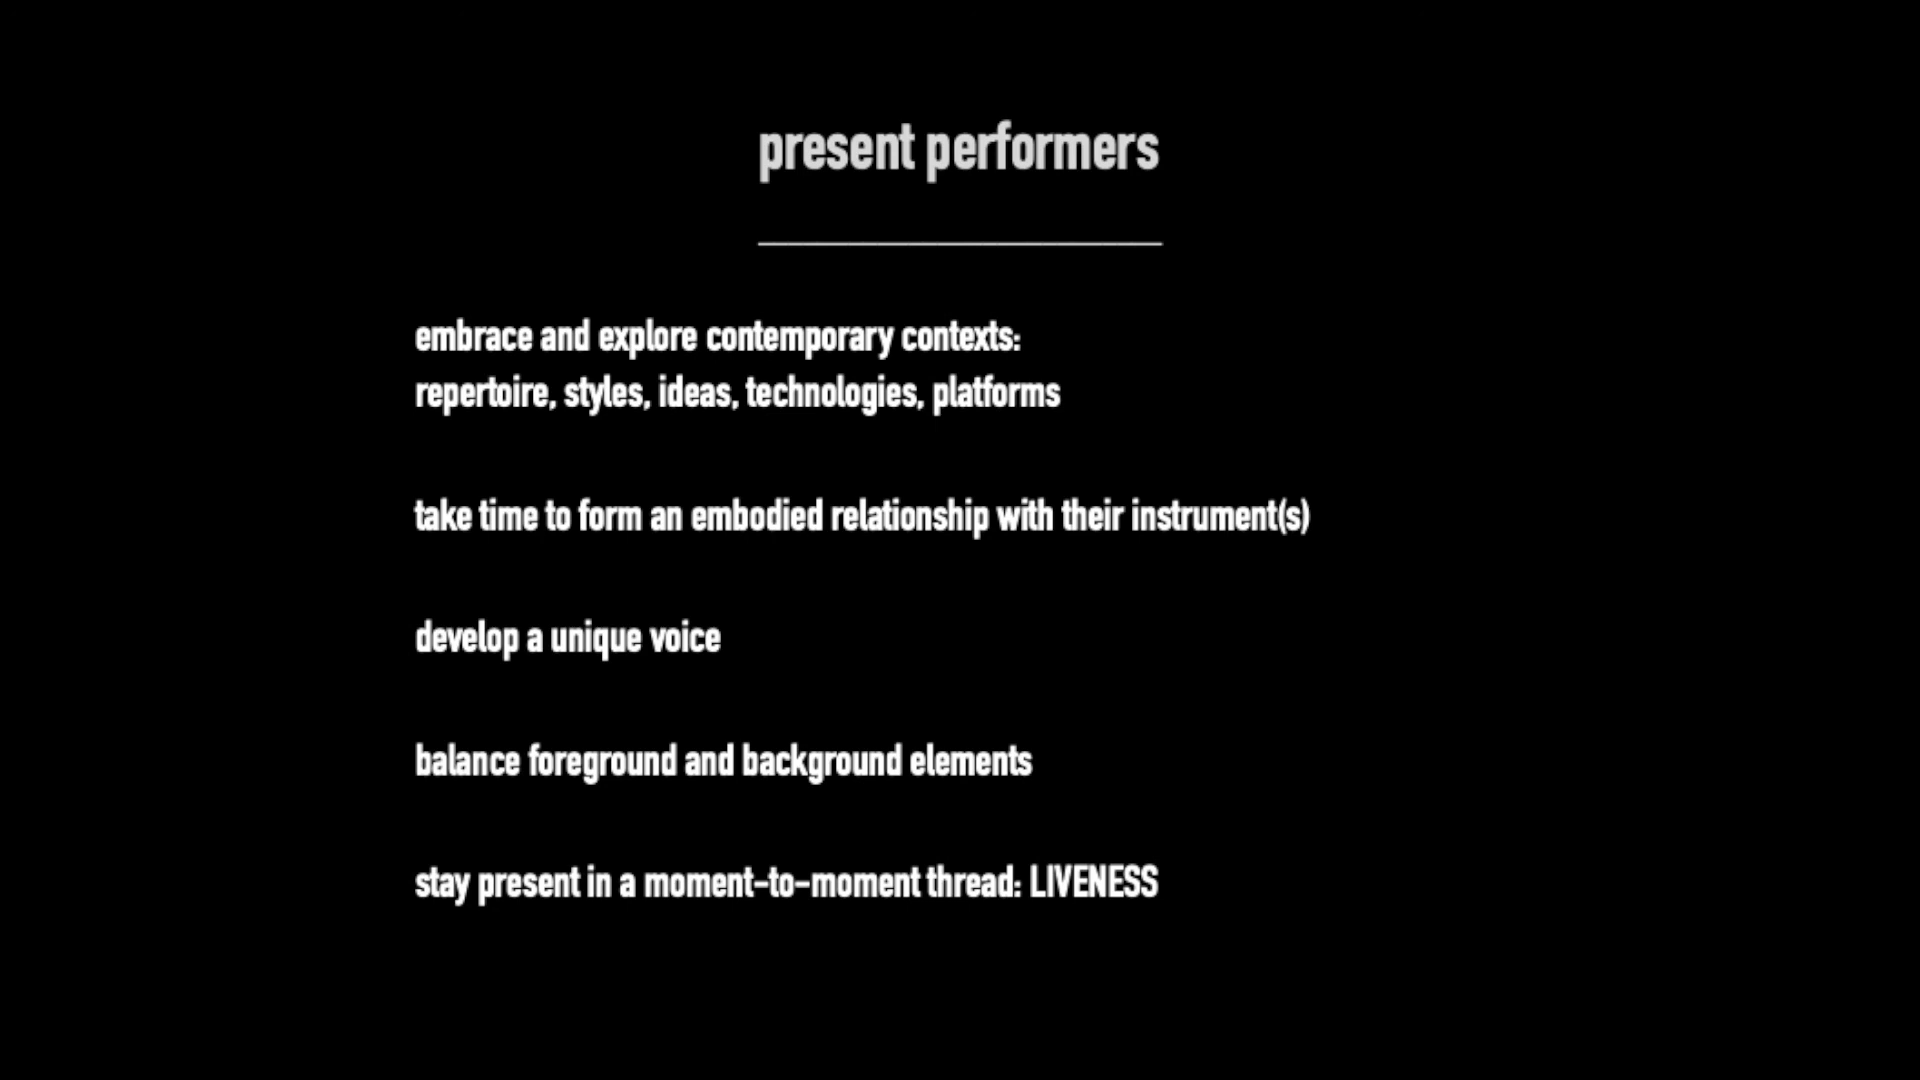 present performers
embrace and explore contemporary contexts:
repertoire, styles, ideas, technologies, platforms
take time to form an embodied relationship with their instrument(s)
develop a unique voice
balance foreground and background elements
stay present in a moment-to-moment thread: LIVENESS